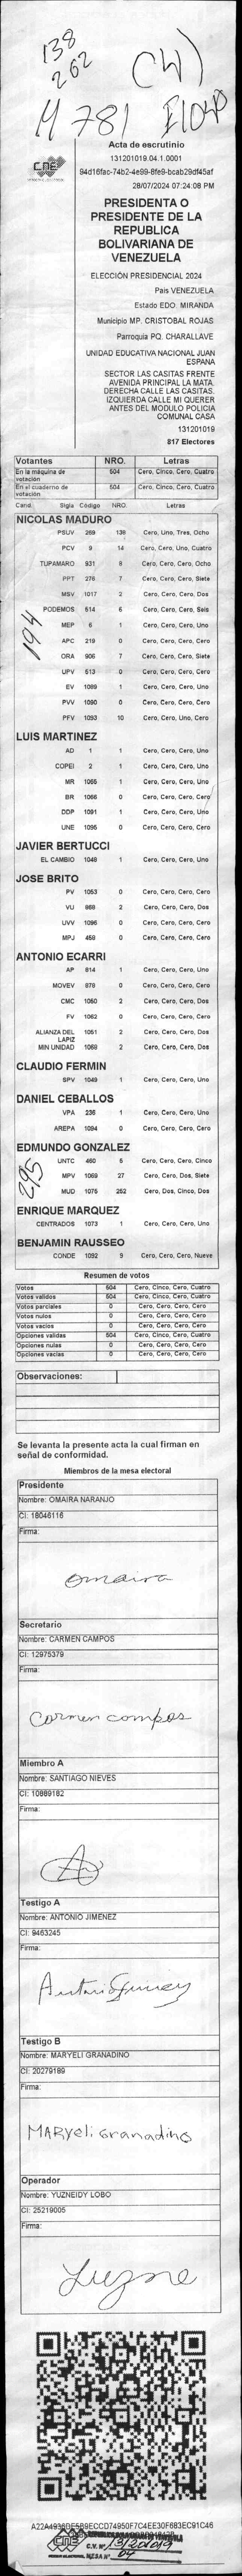 138
262
(W)
4 781
CNE
Acta de escrutinio
131201019.04.1.0001
94d16fac-74b2-4e99-8fe9-bcab29df45af
28/07/2024 07:24:08 PM
PRESIDENTA O
PRESIDENTE DE LA
REPUBLICA
BOLIVARIANA DE
VENEZUELA
ELECCIÓN PRESIDENCIAL 2024
Pais VENEZUELA
Estado EDO. MIRANDA
Municipio MP. CRISTOBAL ROJAS
Parroquia PQ. CHARALLAVE
UNIDAD EDUCATIVA NACIONAL JUAN
ESPANA
SECTOR LAS CASITAS FRENTE
AVENIDA PRINCIPAL LA MATA.
DERECHA CALLE LAS CASITAS.
IZQUIERDA CALLE MI QUERER
ANTES DEL MODULO POLICIA
COMUNAL CASA
131201019
817 Electores
Votantes NRO. Letras
En la máquina de votación 504 Cero, Cinco, Cero, Cuatro
En el cuaderno de votación 504 Cero, Cinco, Cero, Cuatro
Cand. Sigla Código NRO. Letras
NICOLAS MADURO
PSUV 269 138 Cero, Uno, Tres, Ocho
PCV 9 14 Cero, Cero, Uno, Cuatro
TUPAMARO 931 8 Cero, Cero, Cero, Ocho
PPT 276 7 Cero, Cero, Cero, Siete
MSV 1017 2 Cero, Cero, Cero, Dos
PODEMOS 514 6 Cero, Cero, Cero, Seis
MEP 6 1 Cero, Cero, Cero, Uno
194
APC 219 0 Cero, Cero, Cero, Cero
ORA 906 7 Cero, Cero, Cero, Siete
UPV 513 0 Cero, Cero, Cero, Cero
EV 1089 1 Cero, Cero, Cero, Uno
PVV 1090 0 Cero, Cero, Cero, Cero
PFV 1093 10 Cero, Cero, Uno, Cero
LUIS MARTINEZ
AD 1 1 Cero, Cero, Cero, Uno
COPEI 2 1 Cero, Cero, Cero, Uno
MR 1065 1 Cero, Cero, Cero, Uno
BR 1066 0 Cero, Cero, Cero, Cero
DDP 1091 1 Cero, Cero, Cero, Uno
UNE 1095 0 Cero, Cero, Cero, Cero
JAVIER BERTUCCI
EL CAMBIO 1048 1 Cero, Cero, Cero, Uno
JOSE BRITO
PV 1053 0 Cero, Cero, Cero, Cero
VU 868 2 Cero, Cero, Cero, Dos
UVV 1096 0 Cero, Cero, Cero, Cero
MPJ 458 0 Cero, Cero, Cero, Cero
ANTONIO ECARRI
AP 814 1 Cero, Cero, Cero, Uno
MOVEV 878 0 Cero, Cero, Cero, Cero
CMC 1050 2 Cero, Cero, Cero, Dos
FV 1062 0 Cero, Cero, Cero, Cero
ALIANZA DEL LAPIZ 1051 2 Cero, Cero, Cero, Dos
MIN UNIDAD 1058 2 Cero, Cero, Cero, Dos
CLAUDIO FERMIN
SPV 1049 1 Cero, Cero, Cero, Uno
DANIEL CEBALLOS
VPA 236 1 Cero, Cero, Cero, Uno
AREPA 1094 0 Cero, Cero, Cero, Cero
EDMUNDO GONZALEZ
UNTC 460 5 Cero, Cero, Cero, Cinco
MPV 1069 27 Cero, Cero, Dos, Siete
MUD 1075 252 Cero, Dos, Cinco, Dos
295
ENRIQUE MARQUEZ
CENTRADOS 1073 1 Cero, Cero, Cero, Uno
BENJAMIN RAUSSEO
CONDE 1092 9 Cero, Cero, Cero, Nueve
Resumen de votos
Votos 504 Cero, Cinco, Cero, Cuatro
Votos válidos 504 Cero, Cinco, Cero, Cuatro
Votos parciales 0 Cero, Cero, Cero, Cero
Votos nulos 0 Cero, Cero, Cero, Cero
Votos vacíos 0 Cero, Cero, Cero, Cero
Opciones válidas 504 Cero, Cinco, Cero, Cuatro
Opciones nulas 0 Cero, Cero, Cero, Cero
Opciones vacías 0 Cero, Cero, Cero, Cero
Observaciones:
Se levanta la presente acta la cual firman en
señal de conformidad.
Miembros de la mesa electoral
Presidente
Nombre: OMAIRA NARANJO
CI: 18046116
Firma:
Omaira
Secretario
Nombre: CARMEN CAMPOS
CI: 12975379
Firma:
Carmen campos
Miembro A
Nombre: SANTIAGO NIEVES
CI: 10889182
Firma:
Testigo A
Nombre: ANTONIO JIMENEZ
CI: 9463245
Firma:
Testigo B
Nombre: MARYELI GRANADINO
CI: 20279189
Firma:
MARYeli Granadino
Operador
Nombre: YUZNEIDY LOBO
CI: 25219005
Firma:
CNE
C.V. Nº
MESA Nº 04